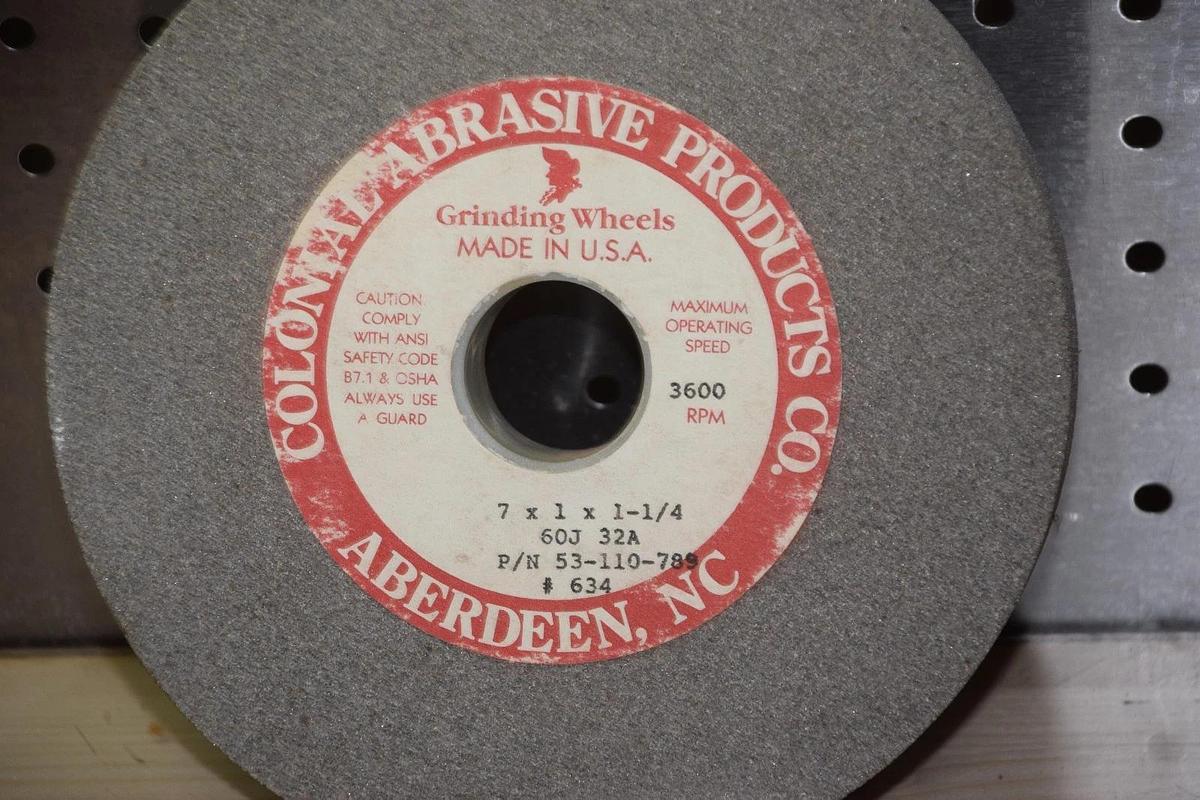 COLONIAL ABRASIVE PRODUCTS CO.
Grinding Wheels
MADE IN U.S.A.
CAUTION
COMPLY
WITH ANSI
SAFETY CODE
B7.1 & OSHA
ALWAYS USE
A GUARD
MAXIMUM
OPERATING
SPEED
3600
RPM
7 x 1 x 1-1/4
60J 32A
P/N 53-110-789
# 634
ABERDEEN, NC